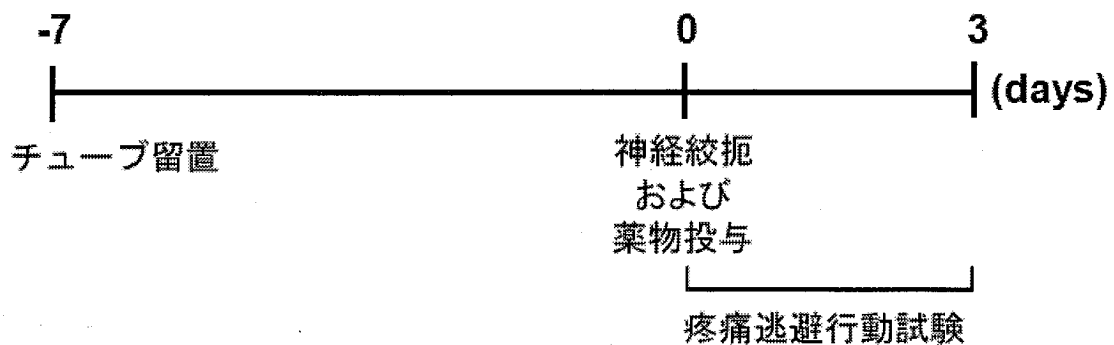 -7 0 3
(days)
チューブ留置
神経絞扼
および
薬物投与
疼痛逃避行動試験